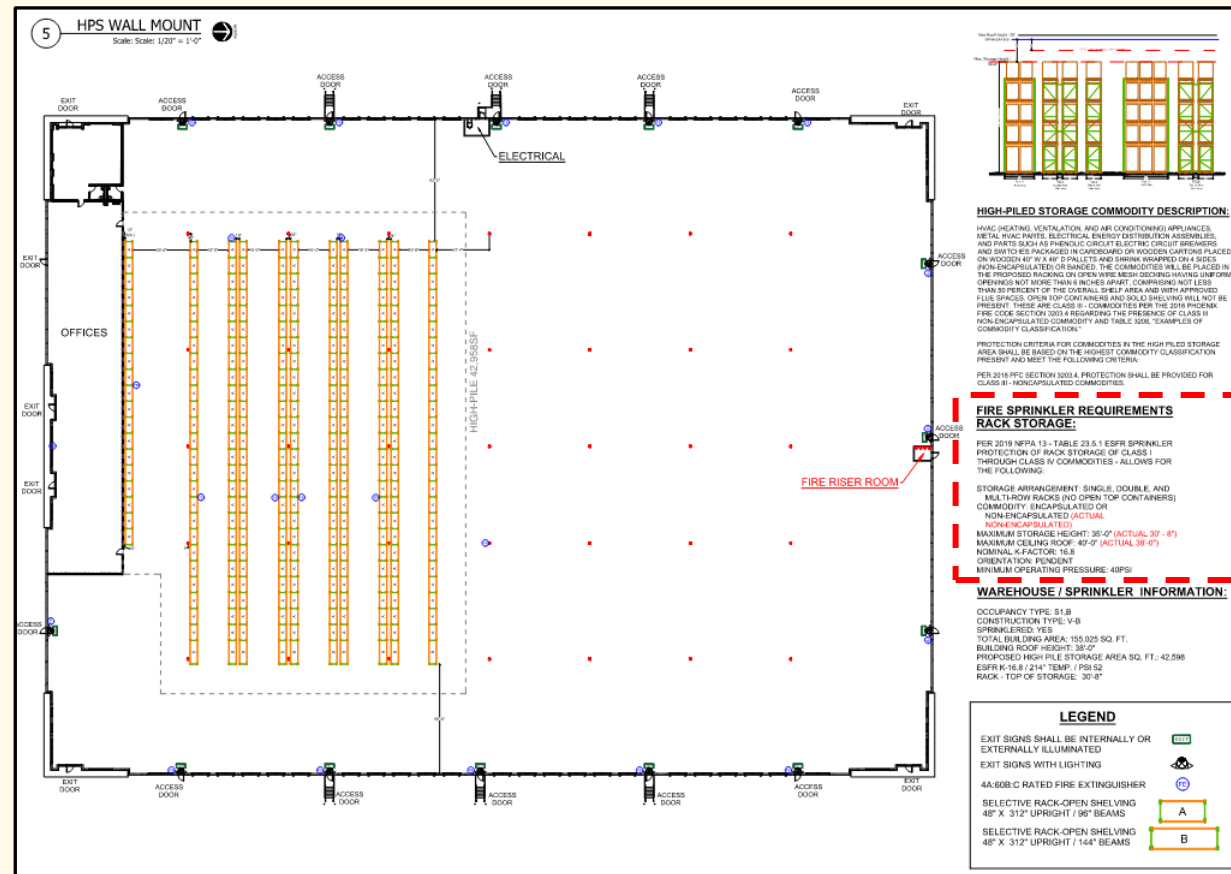 5
HPS WALL MOUNT
Scale: Scale: 1/20" = 1'-0"
ACCESS
DOOR
ACCESS
DOOR
ACCESS
DOOR
ACCESS
DOOR
ACCESS
DOOR
EXIT
DOOR
EXIT
DOOR
ELECTRICAL
HIGH-PILE 42,958SF
OFFICES
EXIT
DOOR
EXIT
DOOR
EXIT
DOOR
ACCESS
DOOR
ACCESS
DOOR
FIRE RISER ROOM
EXIT
DOOR
ACCESS
DOOR
ACCESS
DOOR
ACCESS
DOOR
ACCESS
DOOR
ACCESS
DOOR
EXIT
DOOR
HIGH-PILED STORAGE COMMODITY DESCRIPTION:
HVAC (HEATING, VENTALATION, AND AIR CONDITIONING) APPLIANCES,
METAL HVAC PARTS, ELECTRICAL ENERGY DISTRIBUTION ASSEMBLIES,
AND PARTS SUCH AS PHENOLIC CIRCUIT ELECTRIC CIRCUIT BREAKERS
AND SWITCHES PACKAGED IN CARDBOARD OR WOODEN CARTONS PLACED
ON WOODEN 40" W X 48" D PALLETS AND SHRINK WRAPPED ON 4 SIDES
(NON-ENCAPSULATED) OR BANDED. THE COMMODITIES WILL BE PLACED IN
THE PROPOSED RACKING ON OPEN WIRE MESH DECKING HAVING UNIFORM
OPENINGS NOT MORE THAN 6 INCHES APART, COMPRISING NOT LESS
THAN 50 PERCENT OF THE OVERALL SHELF AREA AND WITH APPROVED
FLUE SPACES. OPEN TOP CONTAINERS AND SOLID SHELVING WILL NOT BE
PRESENT. THESE ARE CLASS III - COMMODITIES PER THE 2018 PHOENIX
FIRE CODE SECTION 3203.4 REGARDING THE PRESENCE OF CLASS III
NON-ENCAPSULATED COMMODITY AND TABLE 3208, "EXAMPLES OF
COMMODITY CLASSIFICATION."
PROTECTION CRITERIA FOR COMMODITIES IN THE HIGH PILED STORAGE
AREA SHALL BE BASED ON THE HIGHEST COMMODITY CLASSIFICATION
PRESENT AND MEET THE FOLLOWING CRITERIA:
PER 2018 PFC SECTION 3203.4, PROTECTION SHALL BE PROVIDED FOR
CLASS III - NONCAPSULATED COMMODITIES.
FIRE SPRINKLER REQUIREMENTS
RACK STORAGE:
PER 2019 NFPA 13 - TABLE 23.5.1 ESFR SPRINKLER
PROTECTION OF RACK STORAGE OF CLASS I
THROUGH CLASS IV COMMODITIES - ALLOWS FOR
THE FOLLOWING:
STORAGE ARRANGEMENT: SINGLE, DOUBLE, AND
MULTI-ROW RACKS (NO OPEN TOP CONTAINERS)
COMMODITY: ENCAPSULATED OR
NON-ENCAPSULATED (ACTUAL
NON-ENCAPSULATED)
MAXIMUM STORAGE HEIGHT: 35'-0" (ACTUAL 30' - 8")
MAXIMUM CEILING ROOF: 40'-0" (ACTUAL 38'-0")
NOMINAL K-FACTOR: 16.8
ORIENTATION: PENDENT
MINIMUM OPERATING PRESSURE: 40PSI
WAREHOUSE / SPRINKLER INFORMATION:
OCCUPANCY TYPE: S1,B
CONSTRUCTION TYPE: V-B
SPRINKLERED: YES
TOTAL BUILDING AREA: 155,025 SQ. FT.
BUILDING ROOF HEIGHT: 38'-0"
PROPOSED HIGH PILE STORAGE AREA SQ. FT.: 42,598
ESFR K-16.8 / 214° TEMP. / PSI 52
RACK - TOP OF STORAGE: 30'-8"
LEGEND
EXIT SIGNS SHALL BE INTERNALLY OR
EXTERNALLY ILLUMINATED
EXIT SIGNS WITH LIGHTING
4A:60B:C RATED FIRE EXTINGUISHER
FE
SELECTIVE RACK-OPEN SHELVING
48" X 312" UPRIGHT / 96" BEAMS
A
SELECTIVE RACK-OPEN SHELVING
48" X 312" UPRIGHT / 144" BEAMS
B